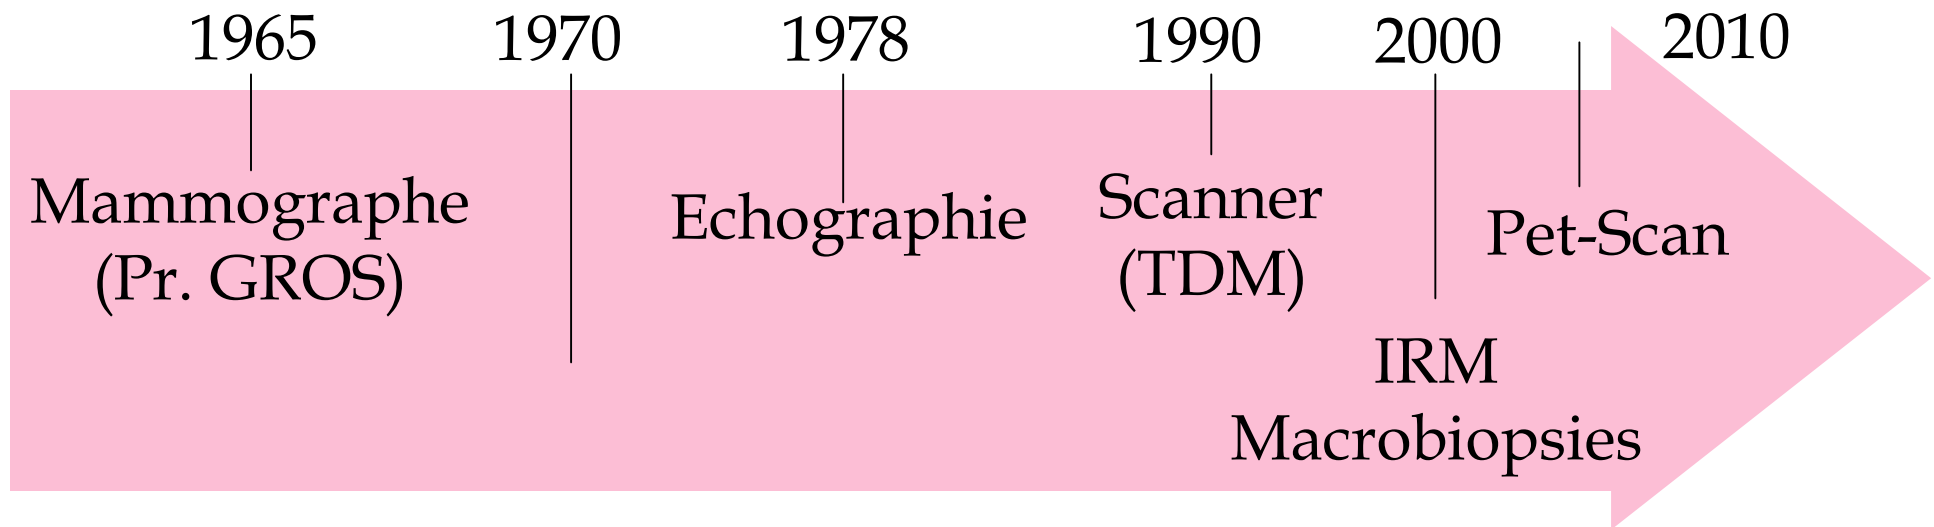 1965 1970 1978 1990 2000 2010
Mammographe
(Pr. GROS)
Echographie
Scanner
(TDM)
Pet-Scan
IRM
Macrobiopsies